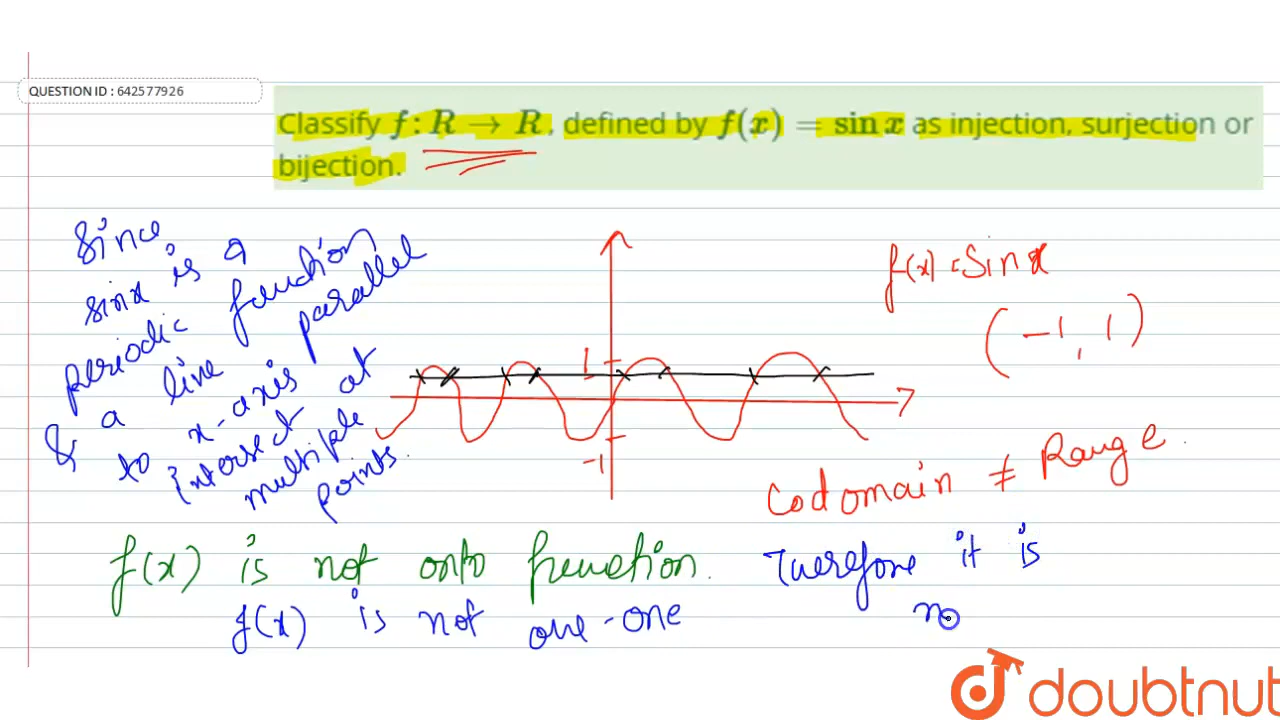 QUESTION ID : 642577926
Classify f : R → R, defined by f(x) = sin x as injection, surjection or
bijection.
Since
sinx is a
periodic function
& a line parallel
to x-axis
intersect at
multiple
points.
1
-1
f(x) = Sin x
(-1, 1)
Codomain ≠ Range.
f(x) is not onto function.
f(x) is not one-one
Therefore it is
no
doubtnut